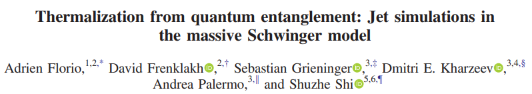 Thermalization from quantum entanglement: Jet simulations in
the massive Schwinger model
Adrien Florio,1,2,* David Frenklakh,2,† Sebastian Grieninger,3,‡ Dmitri E. Kharzeev,3,4,§
Andrea Palermo,3,∥ and Shuzhe Shi5,6,¶